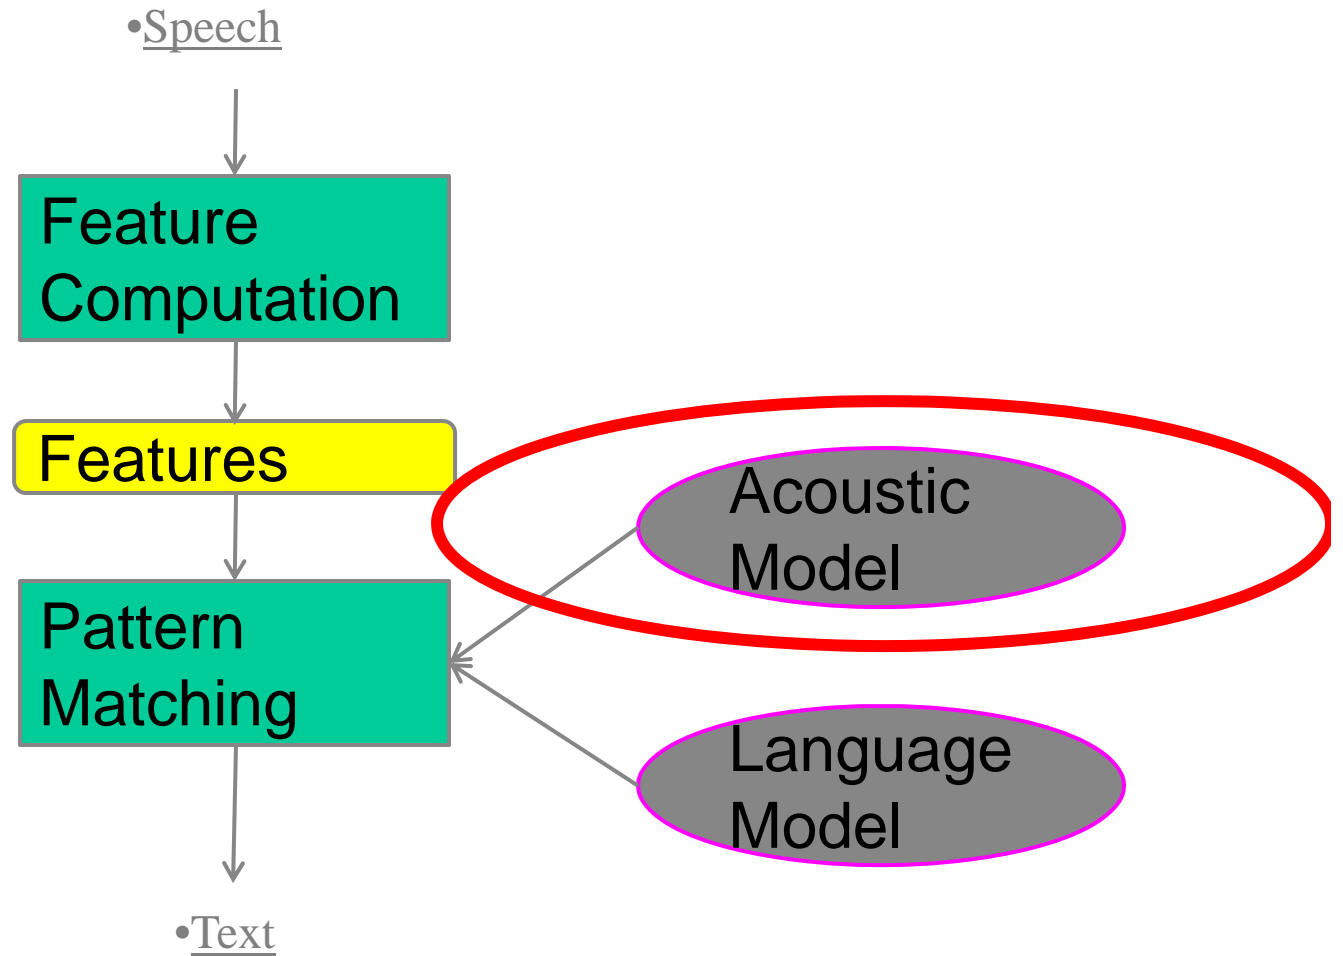 •Speech
Feature
Computation
Features
Acoustic
Model
Pattern
Matching
Language
Model
•Text